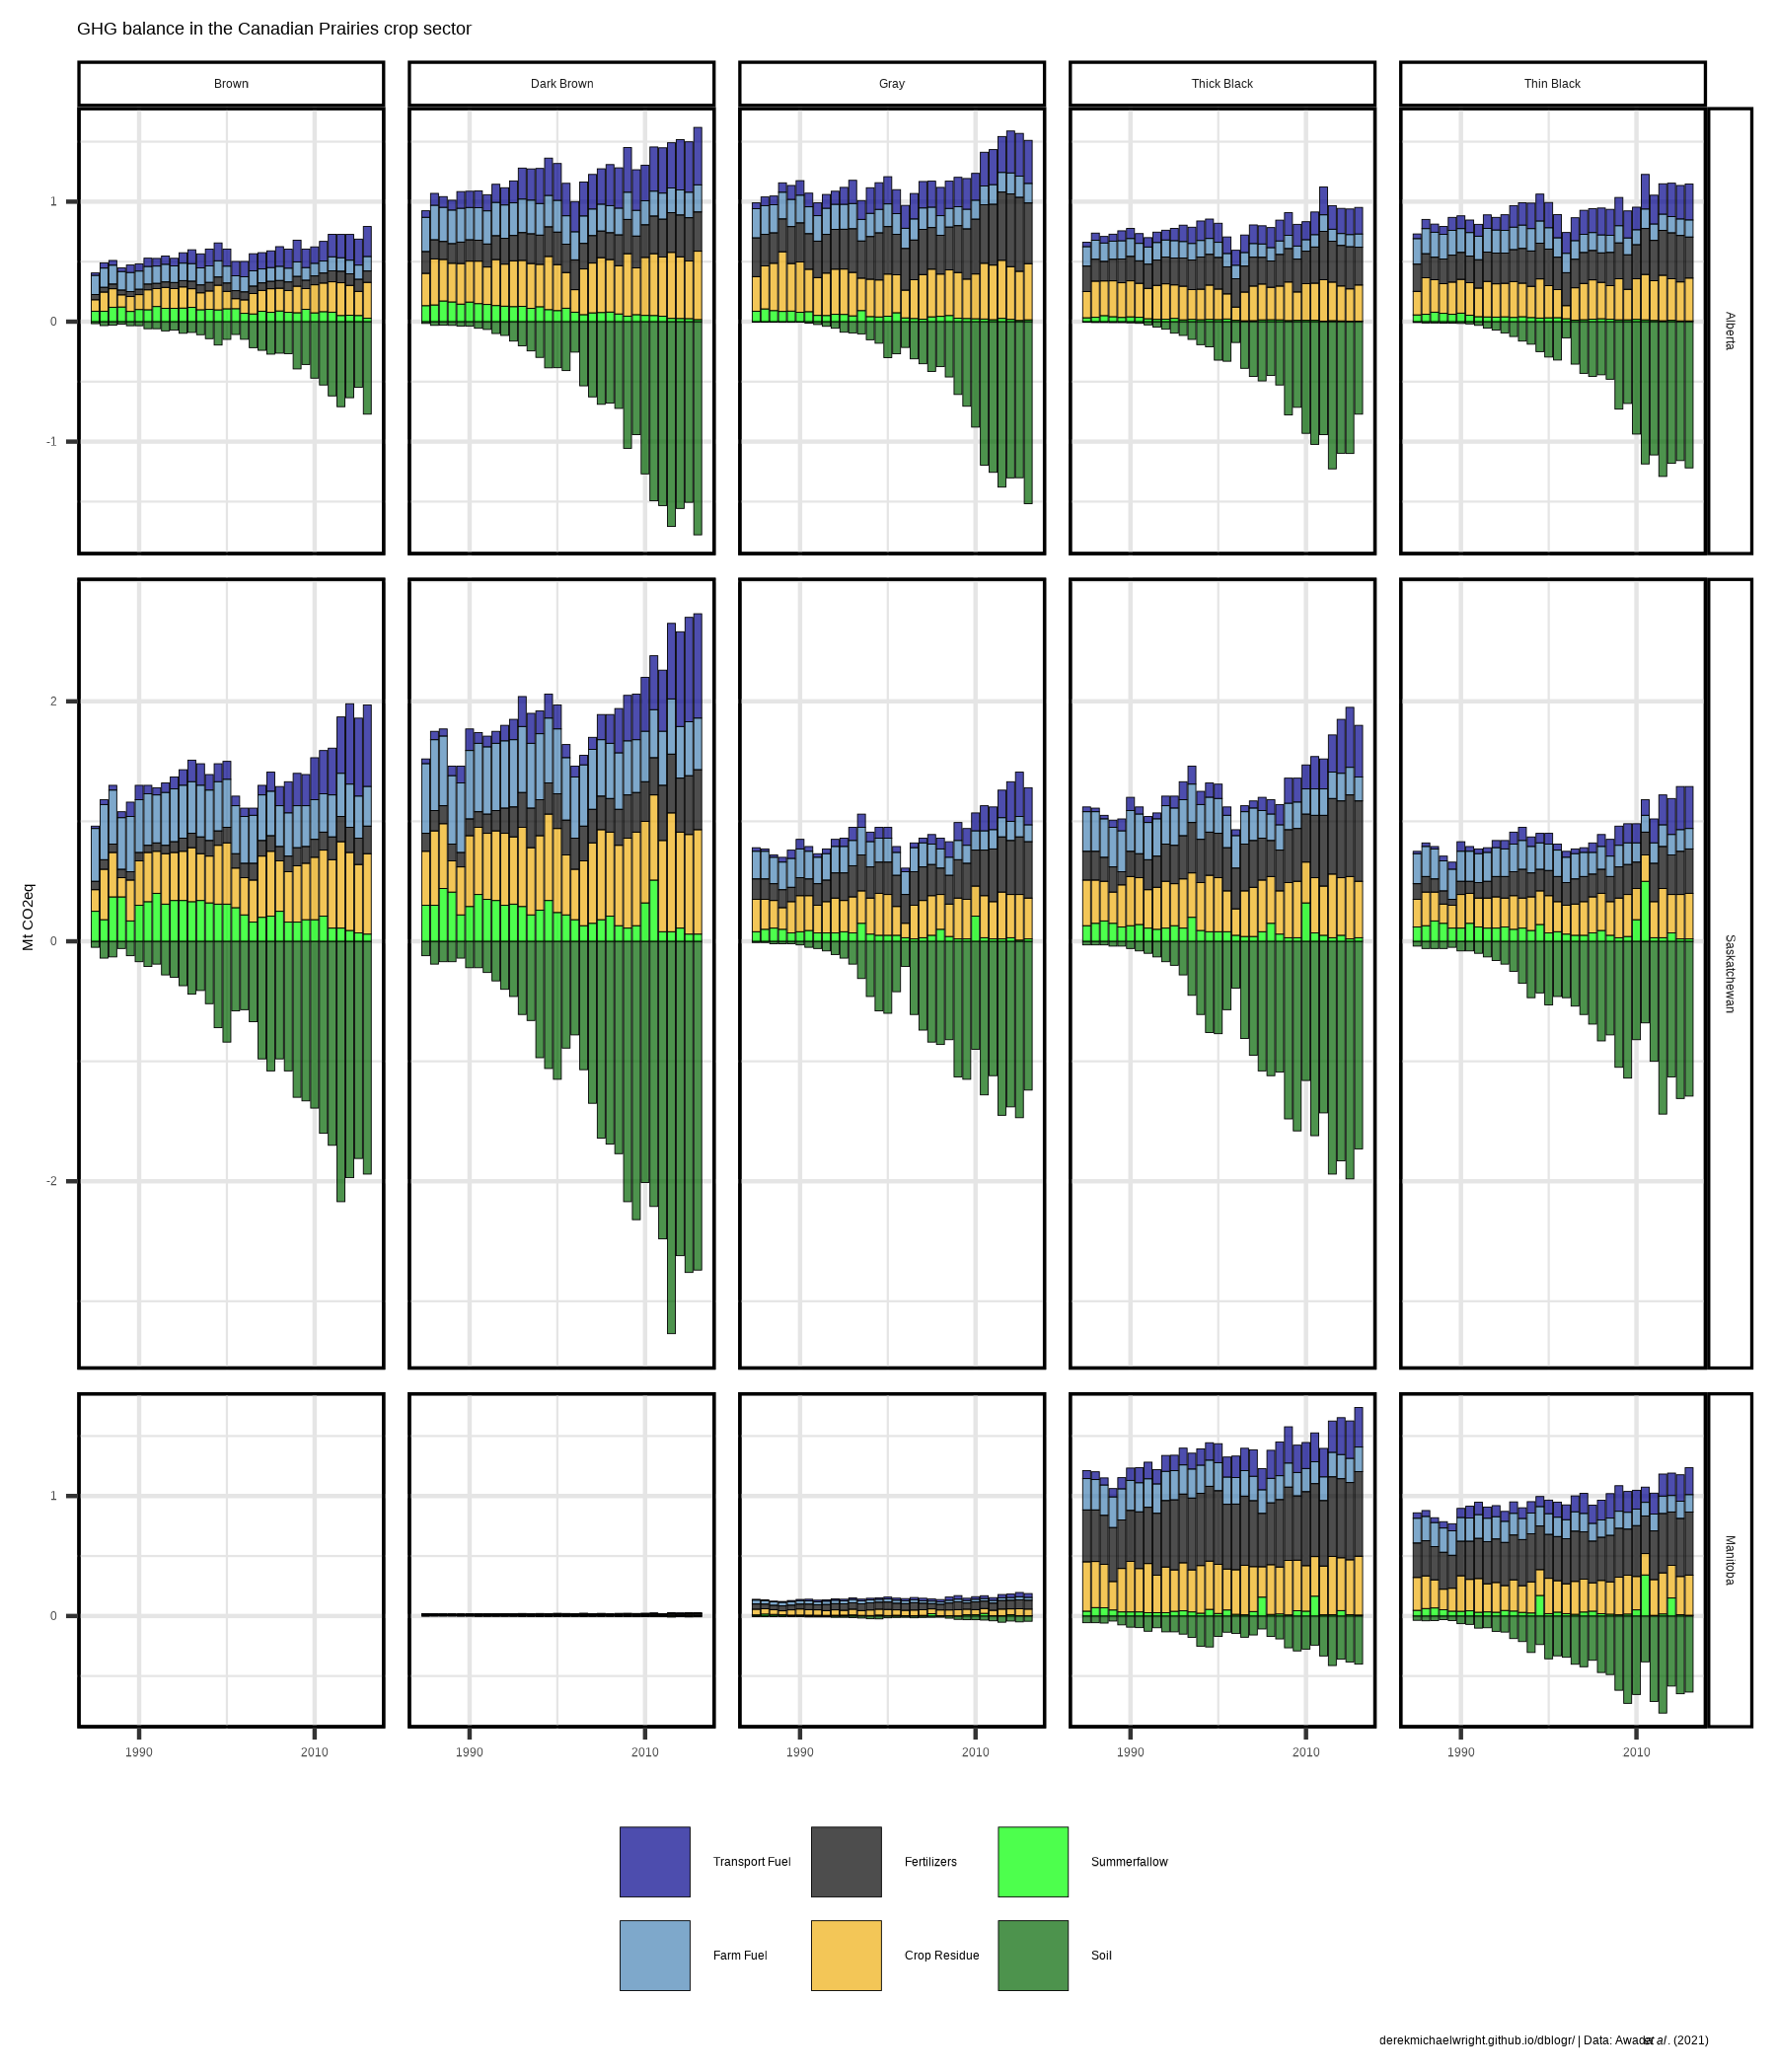 GHG balance in the Canadian Prairies crop sector
Brown
Dark Brown
Gray
Thick Black
Thin Black
1
0
-1
Alberta
Mt CO2eq
2
0
-2
Saskatchewan
1
0
Manitoba
1990 2010
1990 2010
1990 2010
1990 2010
1990 2010
Transport Fuel
Fertilizers
Summerfallow
Farm Fuel
Crop Residue
Soil
derekmichaelwright.github.io/dblogr/ | Data: Awada et al. (2021)